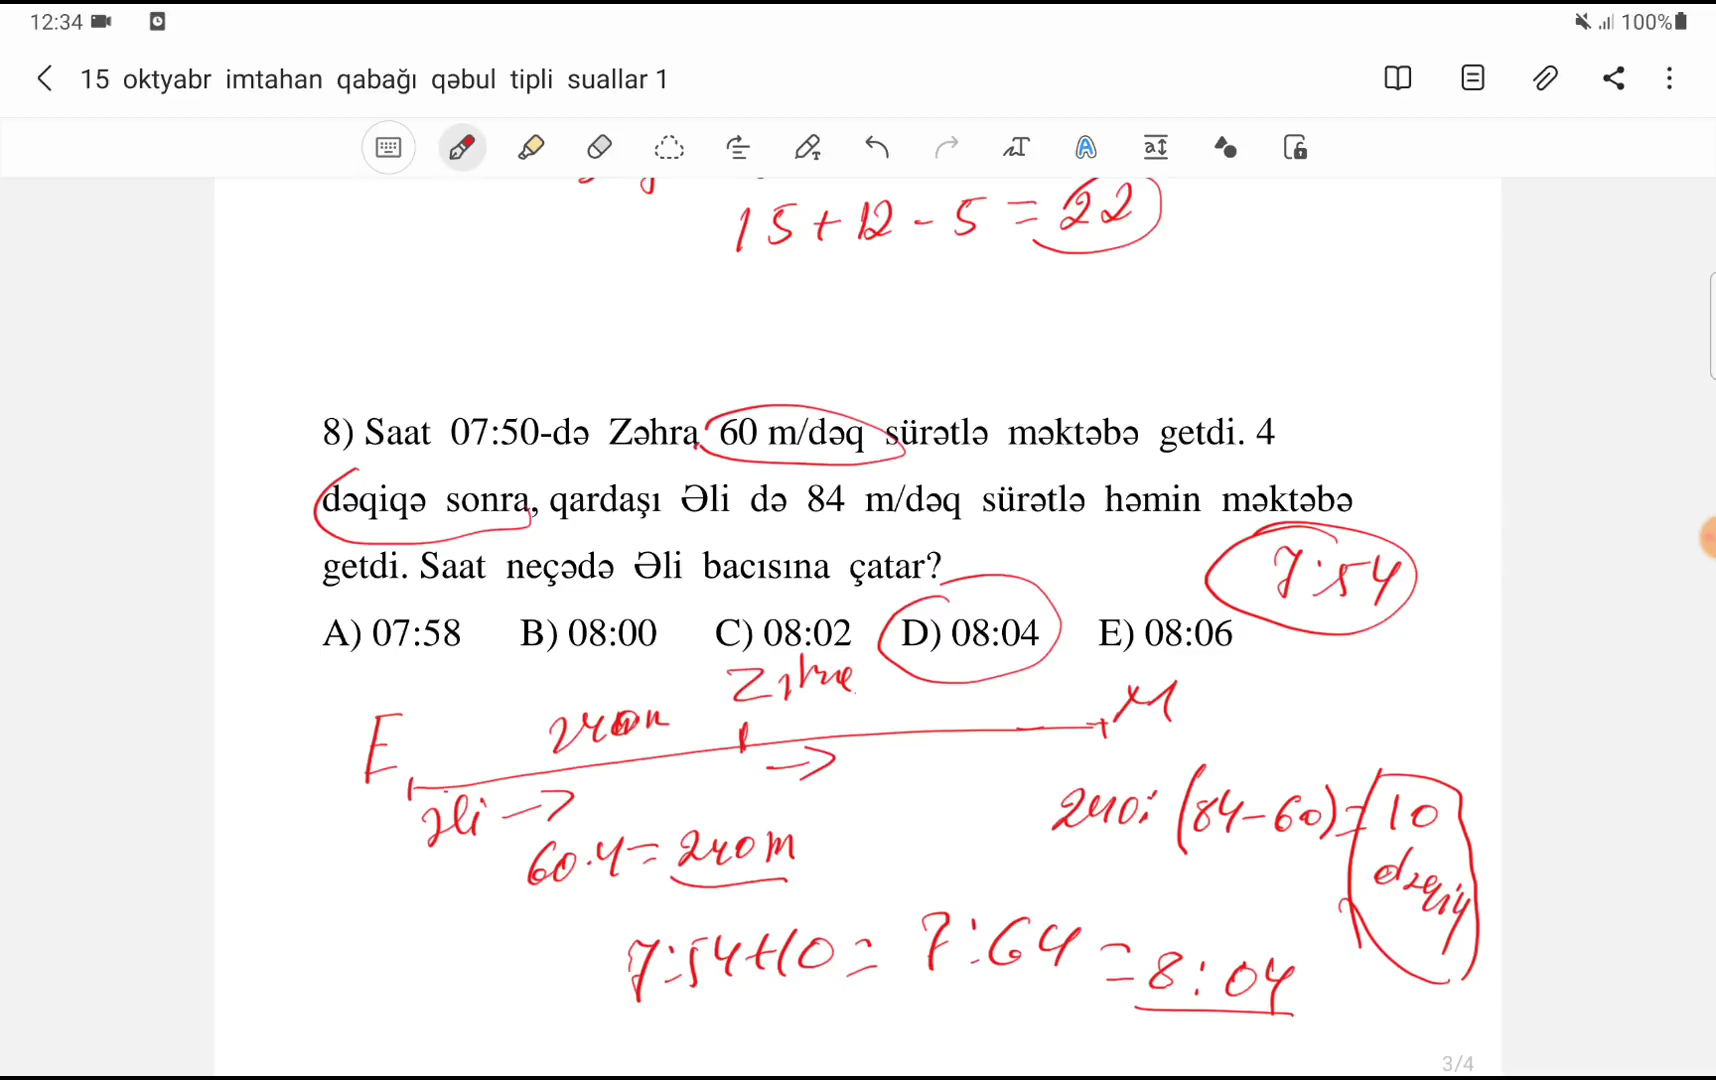 12:34
100%
15 oktyabr imtahan qabağı qəbul tipli suallar 1
15+12-5=22
8) Saat 07:50-də Zəhra 60 m/dəq sürətlə məktəbə getdi. 4
dəqiqə sonra, qardaşı Əli də 84 m/dəq sürətlə həmin məktəbə
getdi. Saat neçədə Əli bacısına çatar?
7:54
A) 07:58 B) 08:00 C) 08:02 D) 08:04 E) 08:06
E 240m M
Əli
60·4=240m
240:(84-60)=10
7:54+10=7:64=8:04
3/4